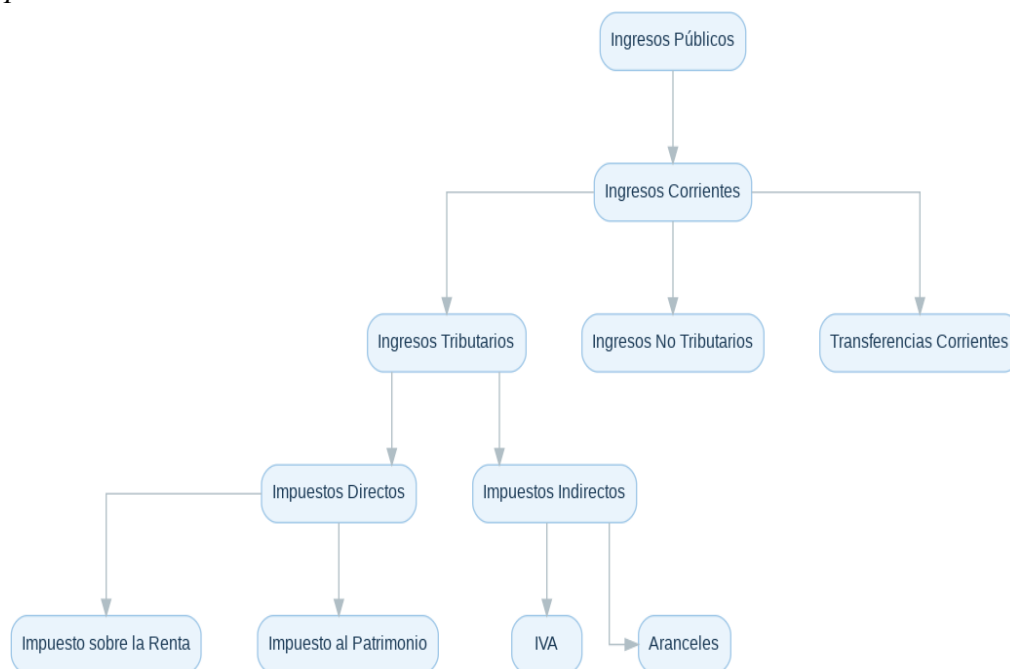 Ingresos Públicos
Ingresos Corrientes
Ingresos Tributarios
Ingresos No Tributarios
Transferencias Corrientes
Impuestos Directos
Impuestos Indirectos
Impuesto sobre la Renta
Impuesto al Patrimonio
IVA
Aranceles